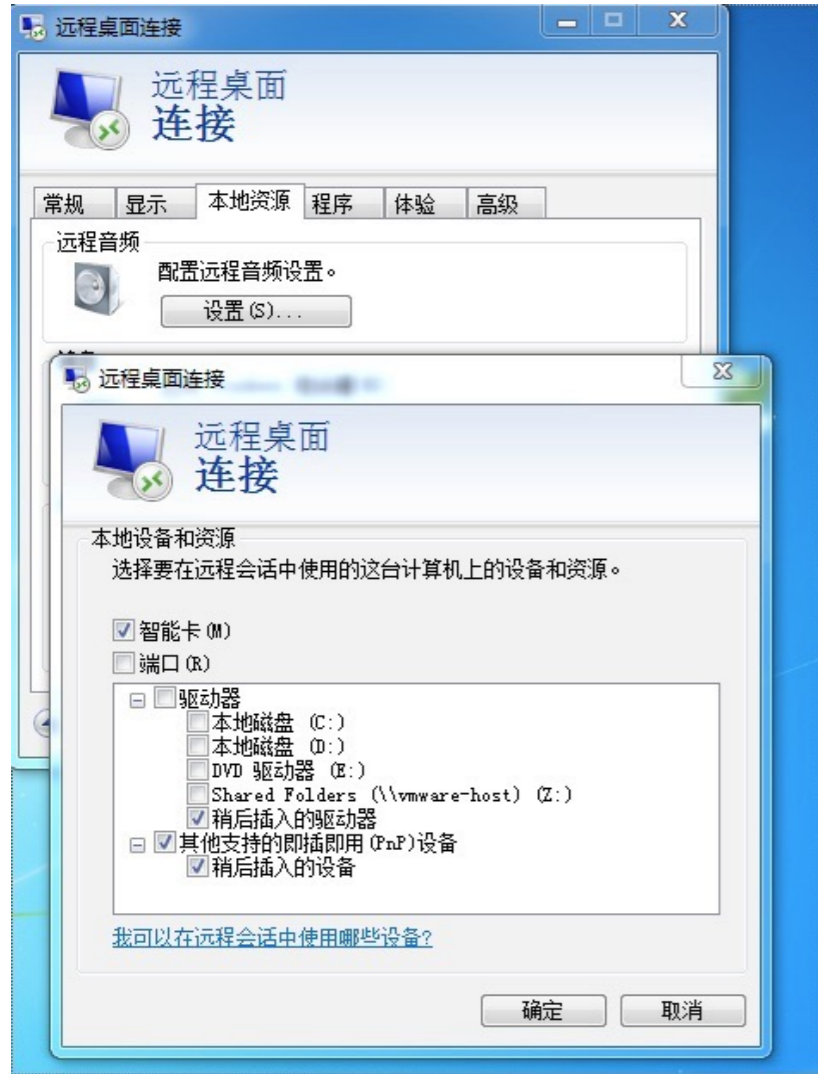 远程桌面连接
远程桌面
连接
常规 显示 本地资源 程序 体验 高级
远程音频
配置远程音频设置。
设置(S)...
远程桌面连接
远程桌面
连接
本地设备和资源
选择要在远程会话中使用的这台计算机上的设备和资源。
智能卡(M)
端口(R)
驱动器
本地磁盘 (C:)
本地磁盘 (D:)
DVD 驱动器 (E:)
Shared Folders (\\vmware-host) (Z:)
稍后插入的驱动器
其他支持的即插即用(PnP)设备
稍后插入的设备
我可以在远程会话中使用哪些设备?
确定 取消